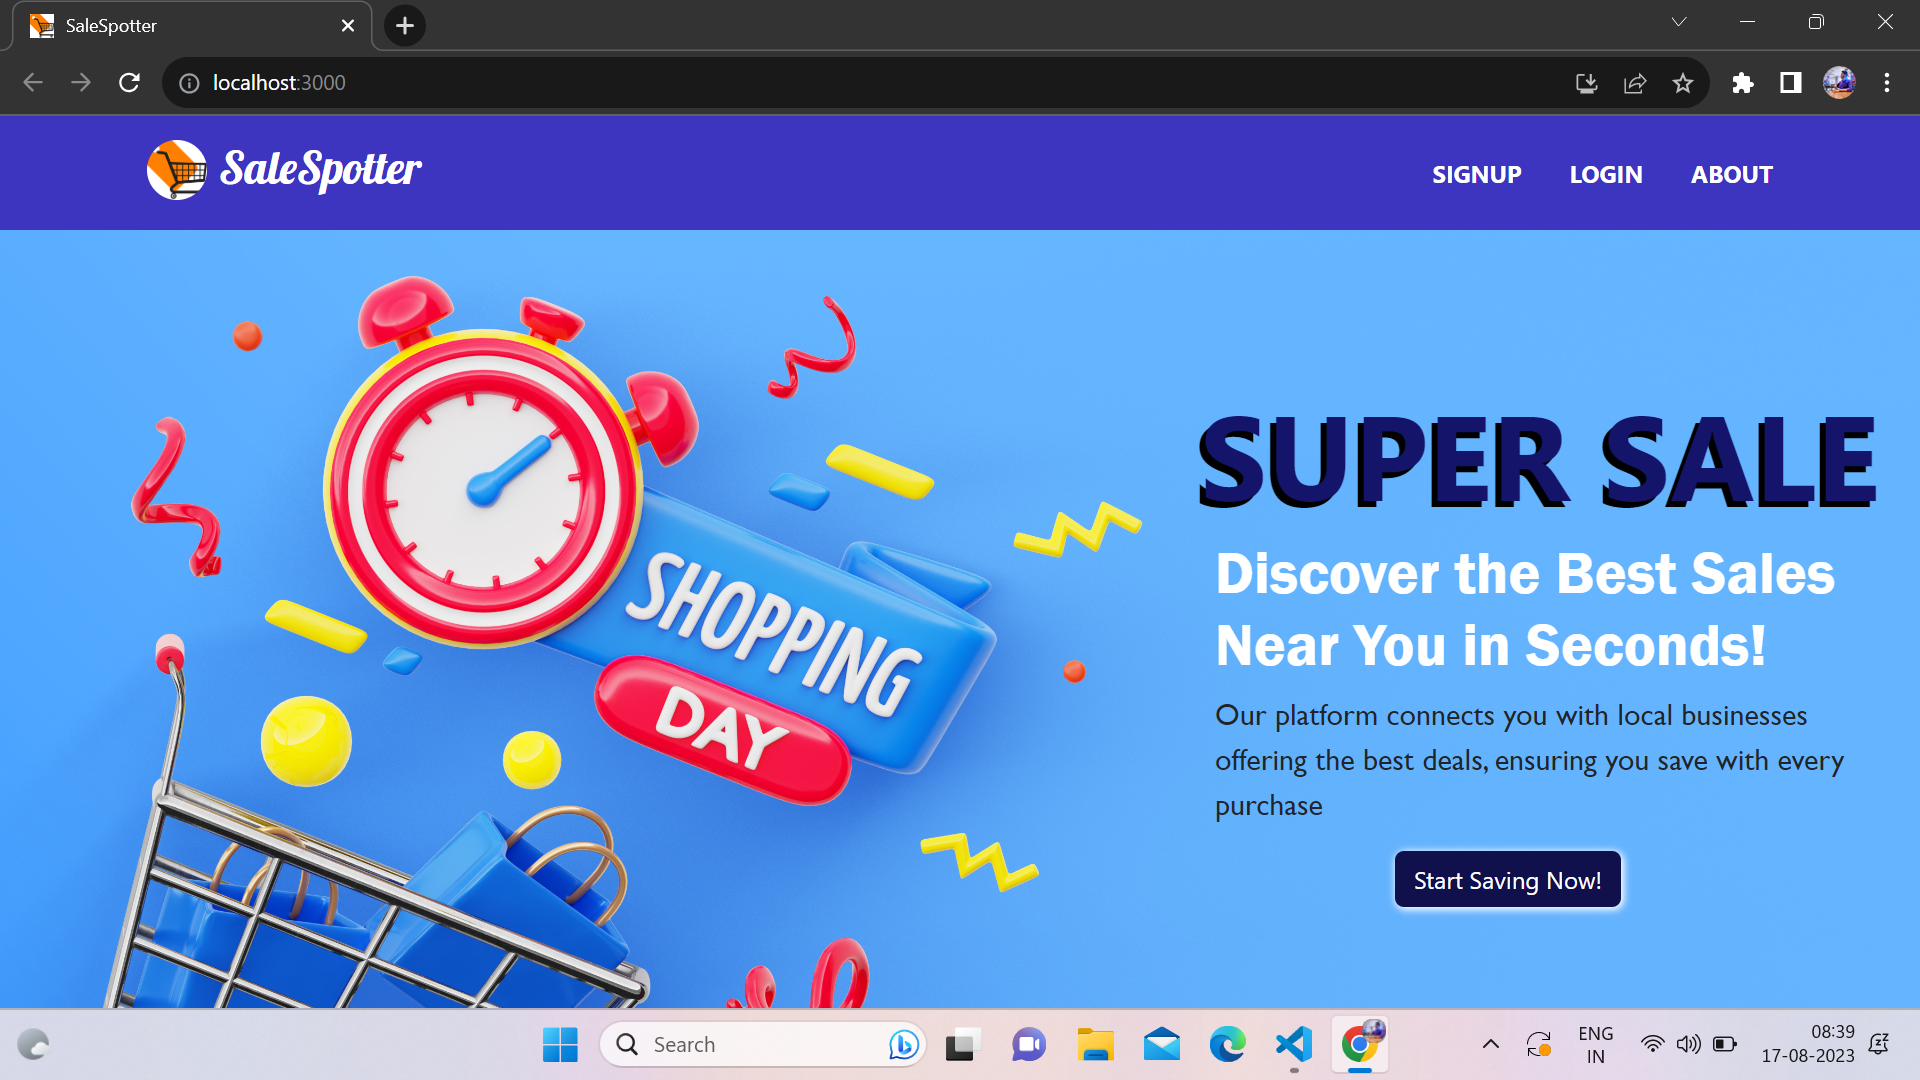 SaleSpotter
localhost:3000
SaleSpotter
SIGNUP LOGIN ABOUT
SHOPPING
DAY
SUPER SALE
Discover the Best Sales
Near You in Seconds!
Our platform connects you with local businesses
offering the best deals, ensuring you save with every
purchase
Start Saving Now!
Search
ENG
IN
08:39
17-08-2023